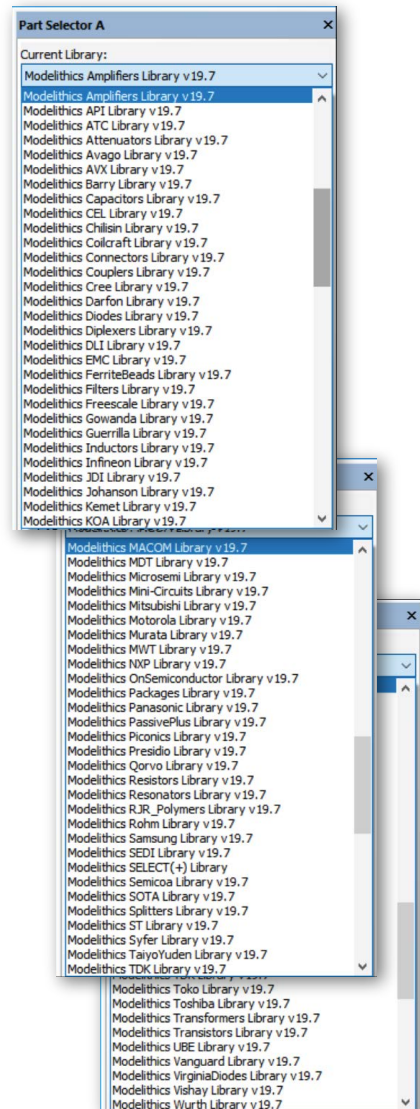 Part Selector A
Current Library:
Modelithics Amplifiers Library v19.7
Modelithics Amplifiers Library v19.7
Modelithics API Library v19.7
Modelithics ATC Library v19.7
Modelithics Attenuators Library v19.7
Modelithics Avago Library v19.7
Modelithics AVX Library v19.7
Modelithics Barry Library v19.7
Modelithics Capacitors Library v19.7
Modelithics CEL Library v19.7
Modelithics Chilisin Library v19.7
Modelithics Coilcraft Library v19.7
Modelithics Connectors Library v19.7
Modelithics Couplers Library v19.7
Modelithics Cree Library v19.7
Modelithics Darfon Library v19.7
Modelithics Diodes Library v19.7
Modelithics Diplexers Library v19.7
Modelithics DLI Library v19.7
Modelithics EMC Library v19.7
Modelithics FerriteBeads Library v19.7
Modelithics Filters Library v19.7
Modelithics Freescale Library v19.7
Modelithics Gowanda Library v19.7
Modelithics Guerrilla Library v19.7
Modelithics Inductors Library v19.7
Modelithics Infineon Library v19.7
Modelithics JDI Library v19.7
Modelithics Johanson Library v19.7
Modelithics Kemet Library v19.7
Modelithics KOA Library v19.7
Modelithics MACOM Library v19.7
Modelithics MDT Library v19.7
Modelithics Microsemi Library v19.7
Modelithics Mini-Circuits Library v19.7
Modelithics Mitsubishi Library v19.7
Modelithics Motorola Library v19.7
Modelithics Murata Library v19.7
Modelithics MWT Library v19.7
Modelithics NXP Library v19.7
Modelithics OnSemiconductor Library v19.7
Modelithics Packages Library v19.7
Modelithics Panasonic Library v19.7
Modelithics PassivePlus Library v19.7
Modelithics Piconics Library v19.7
Modelithics Presidio Library v19.7
Modelithics Qorvo Library v19.7
Modelithics Resistors Library v19.7
Modelithics Resonators Library v19.7
Modelithics RJR_Polymers Library v19.7
Modelithics Rohm Library v19.7
Modelithics Samsung Library v19.7
Modelithics SEDI Library v19.7
Modelithics SELECT(+) Library
Modelithics Semicoa Library v19.7
Modelithics SOTA Library v19.7
Modelithics Splitters Library v19.7
Modelithics ST Library v19.7
Modelithics Syfer Library v19.7
Modelithics TaiyoYuden Library v19.7
Modelithics TDK Library v19.7
Modelithics Toko Library v19.7
Modelithics Toshiba Library v19.7
Modelithics Transformers Library v19.7
Modelithics Transistors Library v19.7
Modelithics UBE Library v19.7
Modelithics Vanguard Library v19.7
Modelithics VirginiaDiodes Library v19.7
Modelithics Vishay Library v19.7
Modelithics Wurth Library v19.7